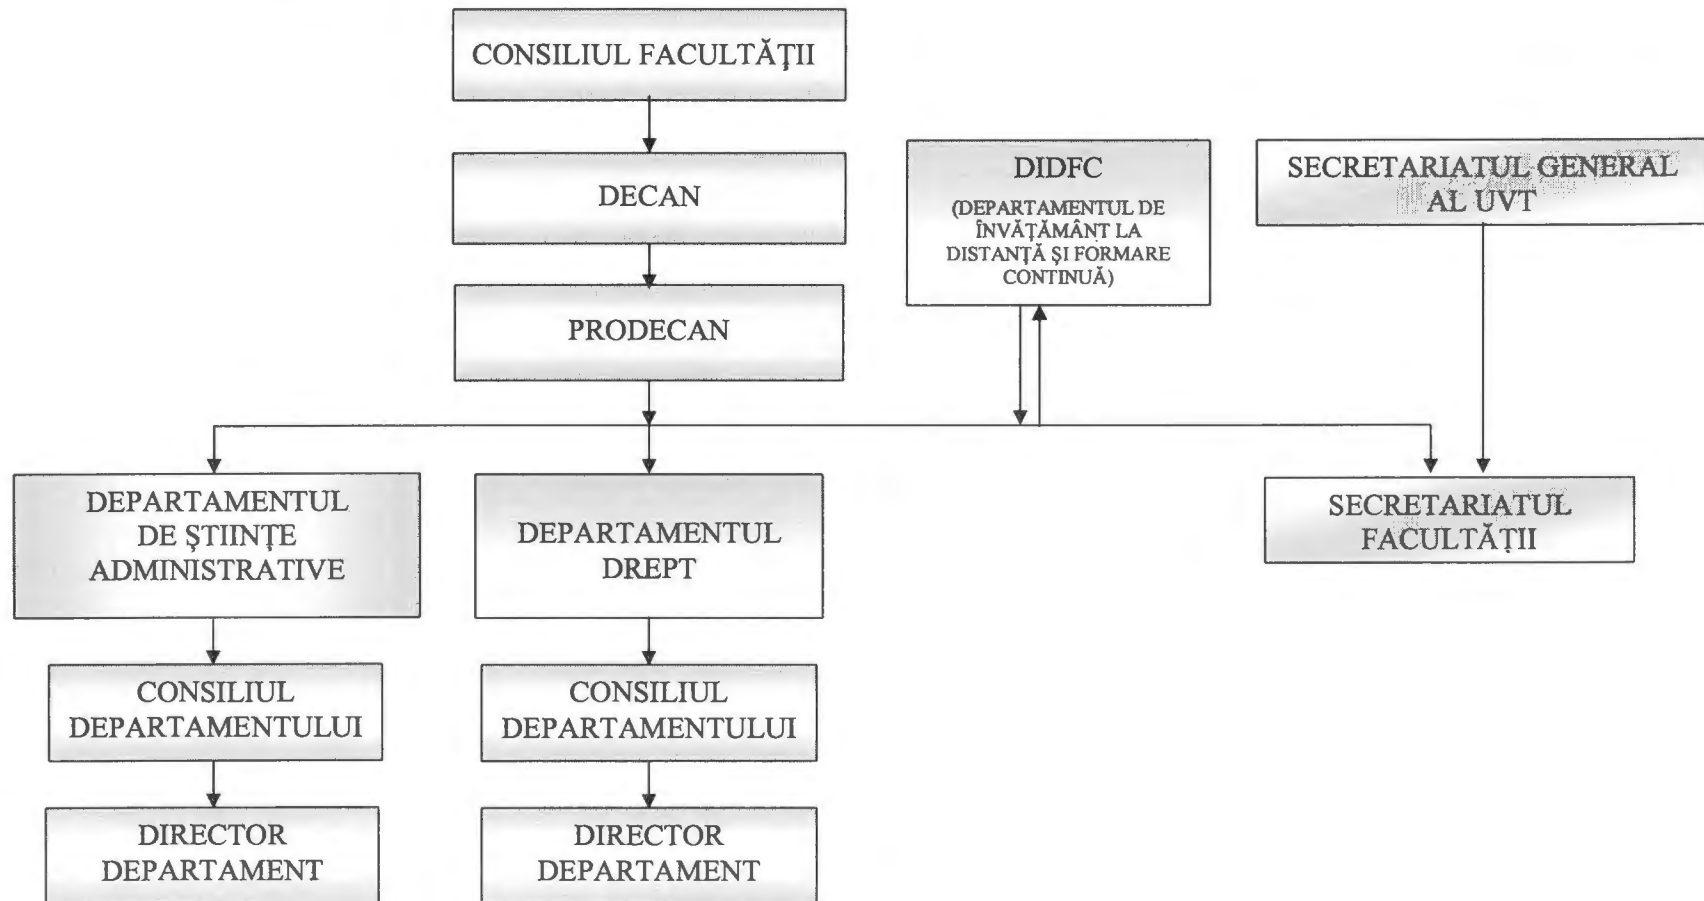 CONSILIUL FACULTĂŢII
DECAN
PRODECAN
DIDFC
(DEPARTAMENTUL DE
ÎNVĂŢĂMÂNT LA
DISTANŢĂ ŞI FORMARE
CONTINUĂ)
SECRETARIATUL GENERAL
AL UVT
DEPARTAMENTUL
DE ŞTIINŢE
ADMINISTRATIVE
DEPARTAMENTUL
DREPT
SECRETARIATUL
FACULTĂŢII
CONSILIUL
DEPARTAMENTULUI
CONSILIUL
DEPARTAMENTULUI
DIRECTOR
DEPARTAMENT
DIRECTOR
DEPARTAMENT